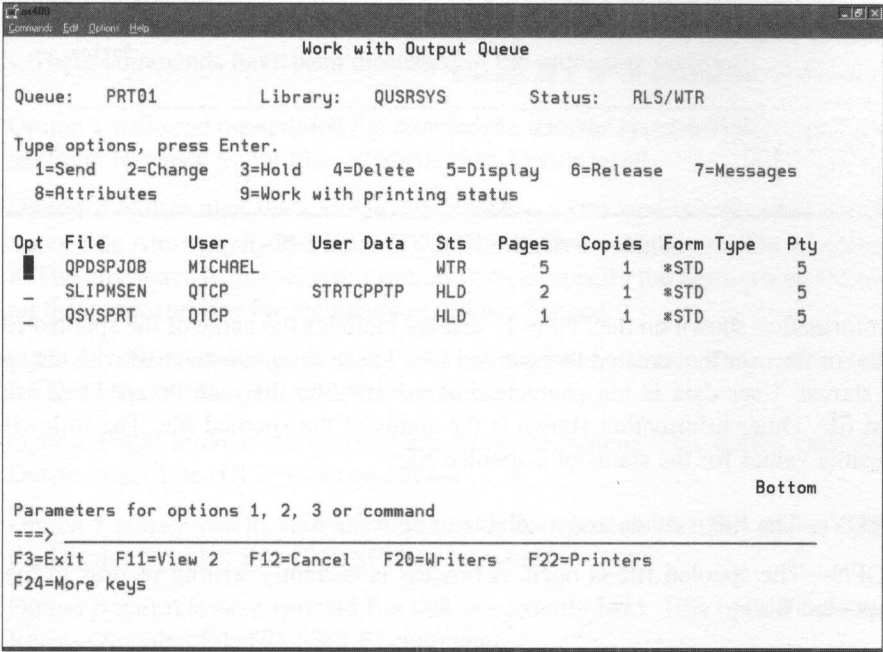 as400
Commands Edit Options Help
Work with Output Queue
Queue: PRT01 Library: QUSRSYS Status: RLS/WTR
Type options, press Enter.
1=Send 2=Change 3=Hold 4=Delete 5=Display 6=Release 7=Messages
8=Attributes 9=Work with printing status
Opt File User User Data Sts Pages Copies Form Type Pty
QPDSPJOB MICHAEL WTR 5 1 *STD 5
_ SLIPMSEN QTCP STRTCPPTP HLD 2 1 *STD 5
_ QSYSPRT QTCP HLD 1 1 *STD 5
Bottom
Parameters for options 1, 2, 3 or command
===>
F3=Exit F11=View 2 F12=Cancel F20=Writers F22=Printers
F24=More keys